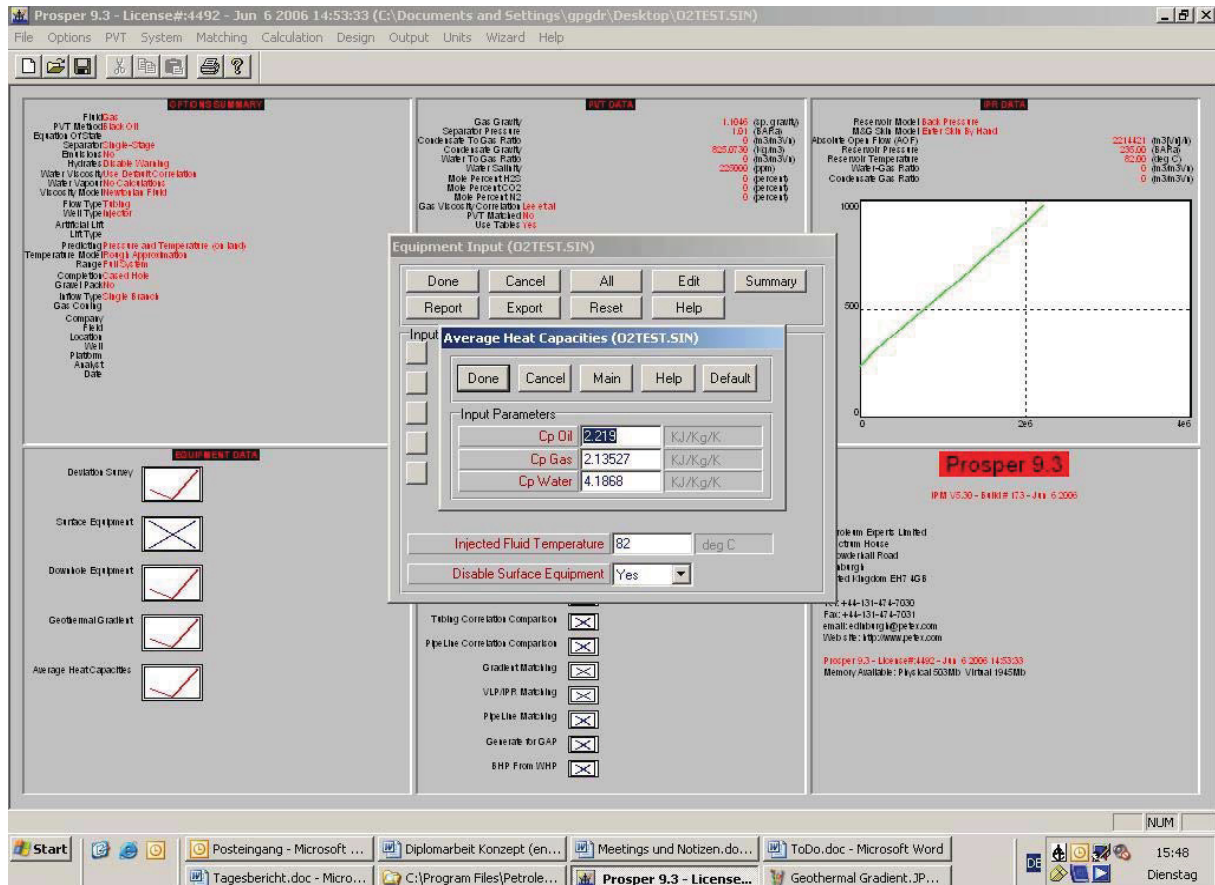 Prosper 9.3 - License#:4492 - Jun 6 2006 14:53:33 (C:\Documents and Settings\gpgdr\Desktop\O2TEST.SIN)
File Options PVT System Matching Calculation Design Output Units Wizard Help
OPTIONS SUMMARY
Fluid Gas
PVT Method Black Oil
Equation Of State
Separator Single-Stage
Emulsions No
Hydrates Disable Warning
Water Viscosity Use Default Correlation
Water Vapour No Calculations
Viscosity Model Newtonian Fluid
Flow Type Tubing
Well Type Injector
Artificial Lift
Lift Type
Predicting Pressure and Temperature (on land)
Temperature Model Rough Approximation
Range Full System
Completion Cased Hole
Gravel Pack No
Inflow Type Single Branch
Gas Coning
Company
Field
Location
Well
Platform
Analyst
Date
PVT DATA
Gas Gravity 1.1046 (sp. gravity)
Separator Pressure 1.01 (BARa)
Condensate To Gas Ratio 0 (m3/m3Vn)
Condensate Gravity 825.0730 (Kg/m3)
Water To Gas Ratio 0 (m3/m3Vn)
Water Salinity 225000 (ppm)
Mole Percent H2S 0 (percent)
Mole Percent CO2 0 (percent)
Mole Percent N2 0 (percent)
Gas Viscosity Correlation Lee et al
PVT Matched No
Use Tables Yes
IPR DATA
Reservoir Model Back Pressure
M&G Skin Model Enter Skin By Hand
Absolute Open Flow (AOF) 2214421 (m3[Vn]/h)
Reservoir Pressure 235.00 (BARa)
Reservoir Temperature 82.00 (deg C)
Water-Gas Ratio 0 (m3/m3Vn)
Condensate Gas Ratio 0 (m3/m3Vn)
1000
500
0
0 2e6 4e6
Equipment Input (O2TEST.SIN)
Done Cancel All Edit Summary
Report Export Reset Help
Input
Average Heat Capacities (O2TEST.SIN)
Done Cancel Main Help Default
Input Parameters
Cp Oil 2.219 KJ/Kg/K
Cp Gas 2.13527 KJ/Kg/K
Cp Water 4.1868 KJ/Kg/K
Injected Fluid Temperature 82 deg C
Disable Surface Equipment Yes
EQUIPMENT DATA
Deviation Survey
Surface Equipment
Downhole Equipment
Geothermal Gradient
Average Heat Capacities
Tubing Correlation Comparison
PipeLine Correlation Comparison
Gradient Matching
VLP/IPR Matching
PipeLine Matching
Generate for GAP
BHP From WHP
Prosper 9.3
IPM V5.30 - Build# 173 - Jun 6 2006
roleum Experts Limited
ctrum House
owderhall Road
nburgh
ted Kingdom EH7 4GB
Tel: +44-131-474-7030
Fax: +44-131-474-7031
email: edinburgh@petex.com
Web site: http://www.petex.com
Prosper 9.3 - License#:4492 - Jun 6 2006 14:53:33
Memory Available: Physical 503Mb Virtual 1945Mb
NUM
Start
Posteingang - Microsoft ...
Diplomarbeit Konzept (en...
Meetings und Notizen.do...
ToDo.doc - Microsoft Word
DE
15:48
Tagesbericht.doc - Micro...
C:\Program Files\Petrole...
Prosper 9.3 - License...
Geothermal Gradient.JP...
Dienstag